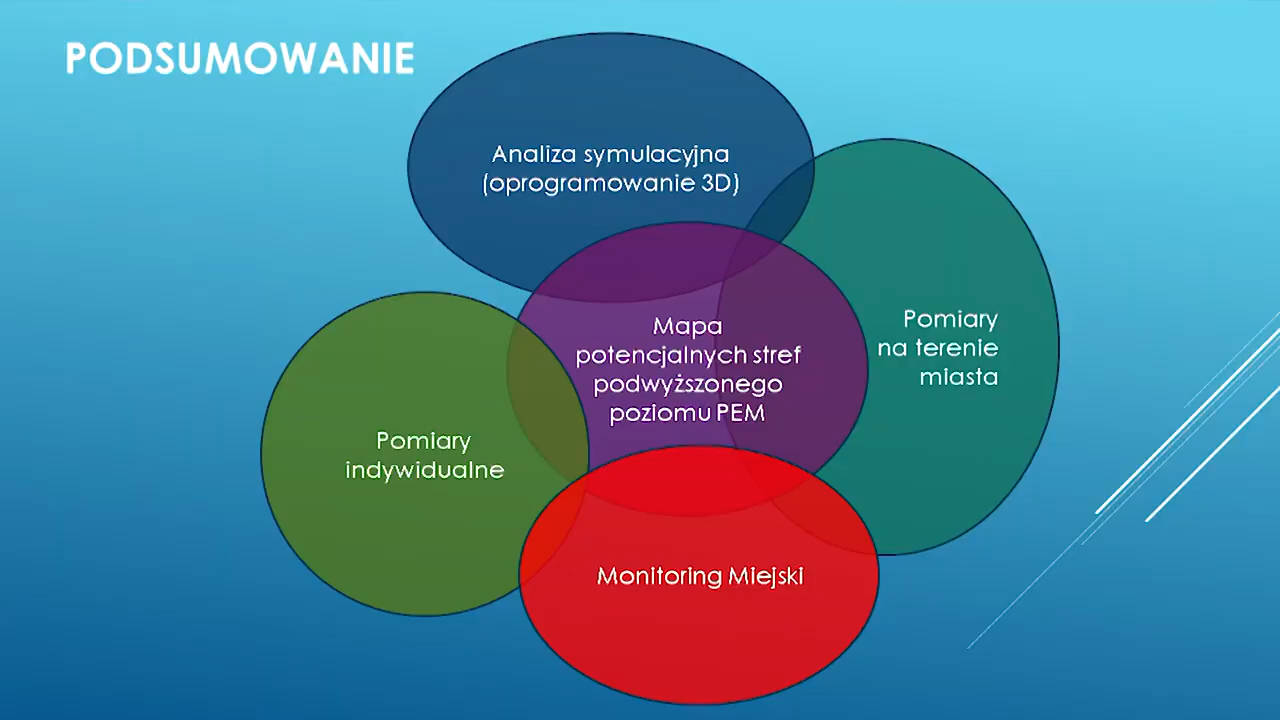 PODSUMOWANIE
Analiza symulacyjna
(oprogramowanie 3D)
Mapa
potencjalnych stref
podwyższonego
poziomu PEM
Pomiary
na terenie
miasta
Pomiary
indywidualne
Monitoring Miejski